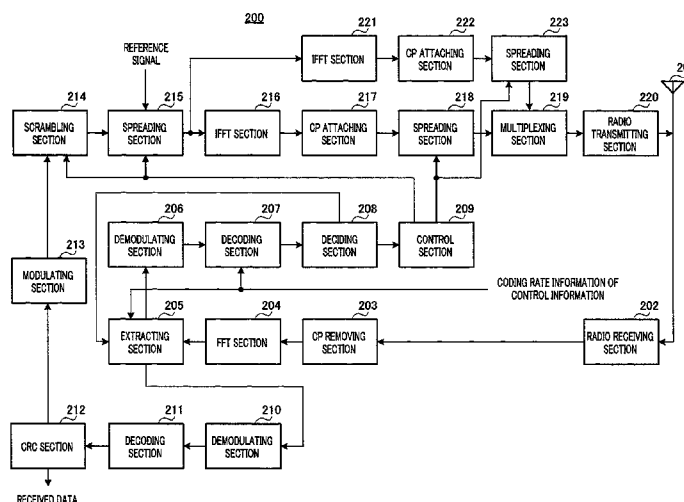 200
221
222
223
REFERENCE
SIGNAL
IFFT SECTION
CP ATTACHING
SECTION
SPREADING
SECTION
20
214
215
216
217
218
219
220
SCRAMBLING
SECTION
SPREADING
SECTION
IFFT SECTION
CP ATTACHING
SECTION
SPREADING
SECTION
MULTIPLEXING
SECTION
RADIO
TRANSMITTING
SECTION
206
207
208
209
DEMODULATING
SECTION
DECODING
SECTION
DECIDING
SECTION
CONTROL
SECTION
213
MODULATING
SECTION
CODING RATE INFORMATION OF
CONTROL INFORMATION
205
204
203
202
EXTRACTING
SECTION
FFT SECTION
CP REMOVING
SECTION
RADIO RECEIVING
SECTION
212
211
210
CRC SECTION
DECODING
SECTION
DEMODULATING
SECTION
RECEIVED DATA